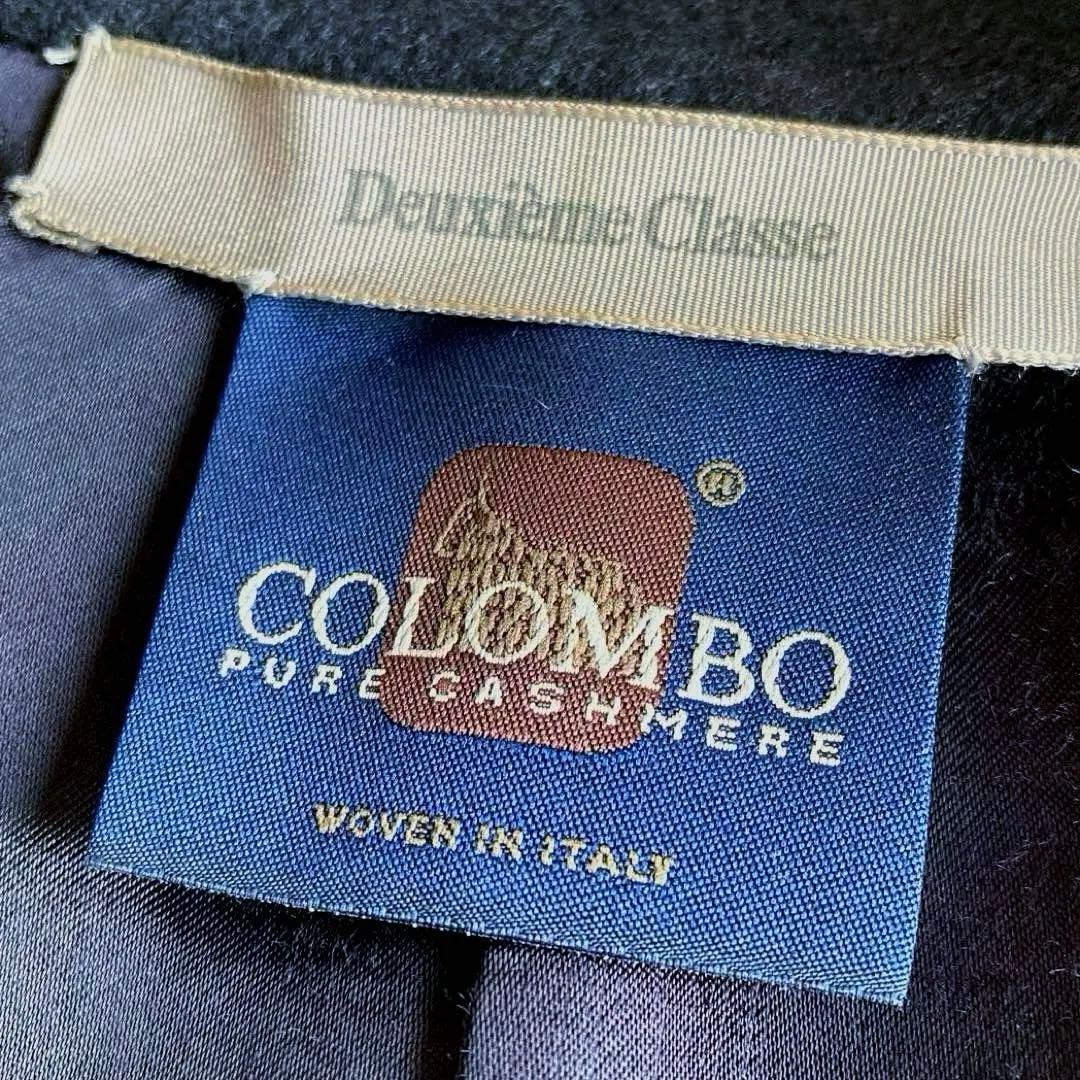 Deuxième Classe
®
COLOMBO
PURE CASHMERE
WOVEN IN ITALY